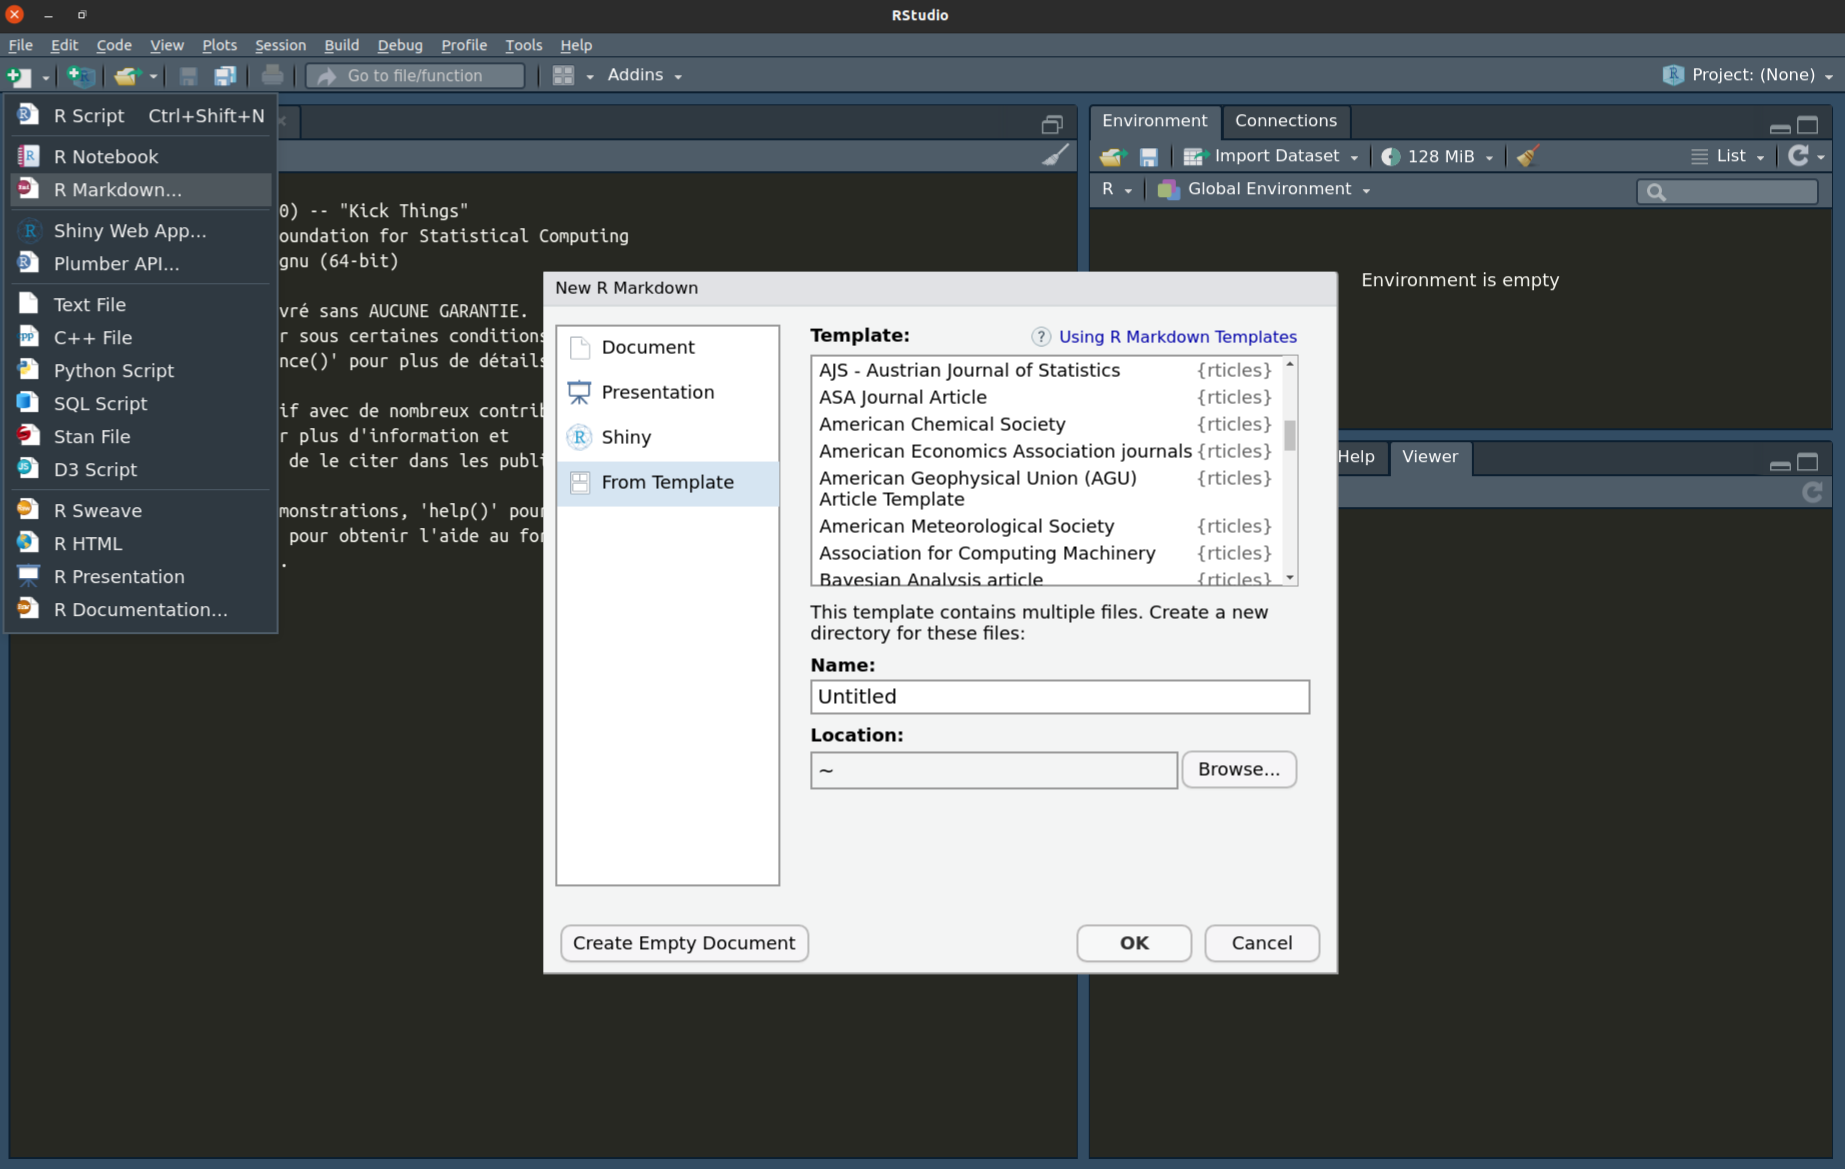 RStudio
File Edit Code View Plots Session Build Debug Profile Tools Help
Go to file/function Addins Project: (None)
R Script Ctrl+Shift+N
R Notebook
R Markdown...
Shiny Web App...
Plumber API...
Text File
C++ File
Python Script
SQL Script
Stan File
D3 Script
R Sweave
R HTML
R Presentation
R Documentation...
0) -- "Kick Things"
oundation for Statistical Computing
gnu (64-bit)
vré sans AUCUNE GARANTIE.
r sous certaines conditions
nce()' pour plus de détails
if avec de nombreux contrib
r plus d'information et
de le citer dans les publi
monstrations, 'help()' pour
pour obtenir l'aide au for
.
New R Markdown
Document
Presentation
Shiny
From Template
Template: ? Using R Markdown Templates
AJS - Austrian Journal of Statistics {rticles}
ASA Journal Article {rticles}
American Chemical Society {rticles}
American Economics Association journals {rticles}
American Geophysical Union (AGU) {rticles}
Article Template
American Meteorological Society {rticles}
Association for Computing Machinery {rticles}
Bayesian Analysis article {rticles}
This template contains multiple files. Create a new
directory for these files:
Name:
Untitled
Location:
~ Browse...
Create Empty Document OK Cancel
Environment Connections
Import Dataset 128 MiB List
R Global Environment
Environment is empty
Help Viewer